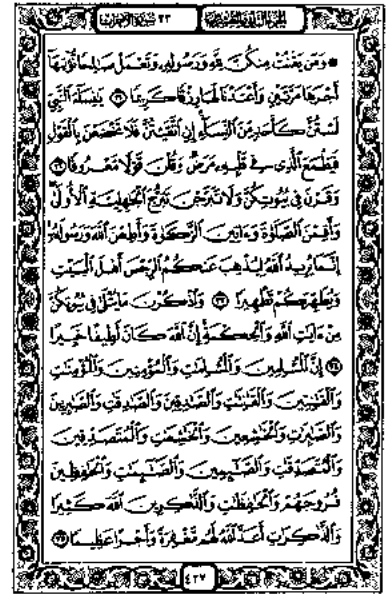 الجزء الثاني والعشرون
٣٣ سورة الأحزاب
۞ وَمَن يَقْنُتْ مِنكُنَّ لِلَّهِ وَرَسُولِهِۦ وَتَعْمَلْ صَٰلِحًا نُّؤْتِهَآ
أَجْرَهَا مَرَّتَيْنِ وَأَعْتَدْنَا لَهَا رِزْقًا كَرِيمًا ٣١ يَٰنِسَآءَ ٱلنَّبِيِّ
لَسْتُنَّ كَأَحَدٍ مِّنَ ٱلنِّسَآءِ إِنِ ٱتَّقَيْتُنَّ فَلَا تَخْضَعْنَ بِٱلْقَوْلِ
فَيَطْمَعَ ٱلَّذِى فِى قَلْبِهِۦ مَرَضٌ وَقُلْنَ قَوْلًا مَّعْرُوفًا ٣٢
وَقَرْنَ فِى بُيُوتِكُنَّ وَلَا تَبَرَّجْنَ تَبَرُّجَ ٱلْجَٰهِلِيَّةِ ٱلْأُولَىٰ
وَأَقِمْنَ ٱلصَّلَوٰةَ وَءَاتِينَ ٱلزَّكَوٰةَ وَأَطِعْنَ ٱللَّهَ وَرَسُولَهُۥٓ
إِنَّمَا يُرِيدُ ٱللَّهُ لِيُذْهِبَ عَنكُمُ ٱلرِّجْسَ أَهْلَ ٱلْبَيْتِ
وَيُطَهِّرَكُمْ تَطْهِيرًا ٣٣ وَٱذْكُرْنَ مَا يُتْلَىٰ فِى بُيُوتِكُنَّ
مِنْ ءَايَٰتِ ٱللَّهِ وَٱلْحِكْمَةِ إِنَّ ٱللَّهَ كَانَ لَطِيفًا خَبِيرًا
٣٤ إِنَّ ٱلْمُسْلِمِينَ وَٱلْمُسْلِمَٰتِ وَٱلْمُؤْمِنِينَ وَٱلْمُؤْمِنَٰتِ
وَٱلْقَٰنِتِينَ وَٱلْقَٰنِتَٰتِ وَٱلصَّٰدِقِينَ وَٱلصَّٰدِقَٰتِ وَٱلصَّٰبِرِينَ
وَٱلصَّٰبِرَٰتِ وَٱلْخَٰشِعِينَ وَٱلْخَٰشِعَٰتِ وَٱلْمُتَصَدِّقِينَ
وَٱلْمُتَصَدِّقَٰتِ وَٱلصَّٰٓئِمِينَ وَٱلصَّٰٓئِمَٰتِ وَٱلْحَٰفِظِينَ
فُرُوجَهُمْ وَٱلْحَٰفِظَٰتِ وَٱلذَّٰكِرِينَ ٱللَّهَ كَثِيرًا
وَٱلذَّٰكِرَٰتِ أَعَدَّ ٱللَّهُ لَهُم مَّغْفِرَةً وَأَجْرًا عَظِيمًا ٣٥
٤٣٧